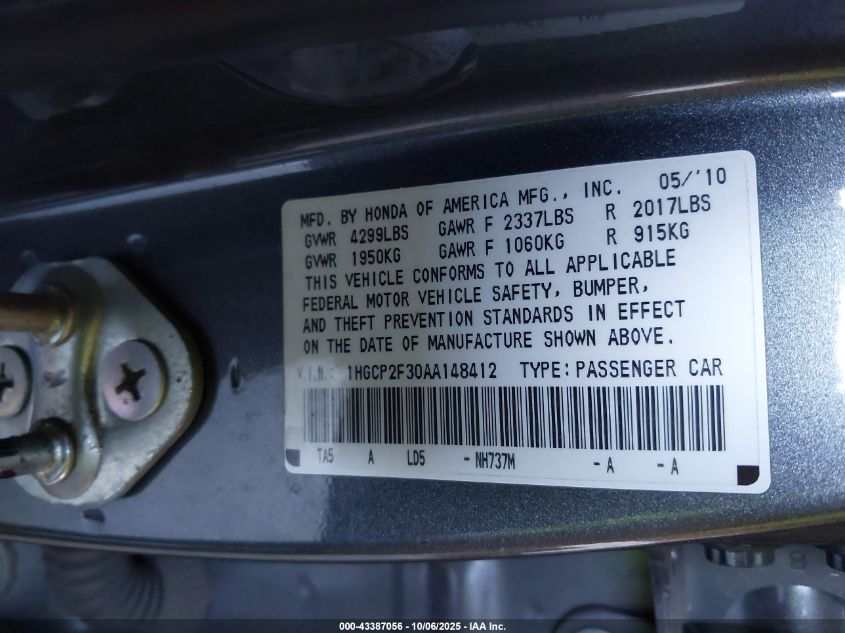 MFD. BY HONDA OF AMERICA MFG., INC. 05/'10
GVWR 4299LBS GAWR F 2337LBS R 2017LBS
GVWR 1950KG GAWR F 1060KG R 915KG
THIS VEHICLE CONFORMS TO ALL APPLICABLE
FEDERAL MOTOR VEHICLE SAFETY, BUMPER,
AND THEFT PREVENTION STANDARDS IN EFFECT
ON THE DATE OF MANUFACTURE SHOWN ABOVE.
V.I.N.: 1HGCP2F30AA148412 TYPE: PASSENGER CAR
TA5 A LD5 - NH737M - A - A
000-43387056 - 10/06/2025 - IAA Inc.